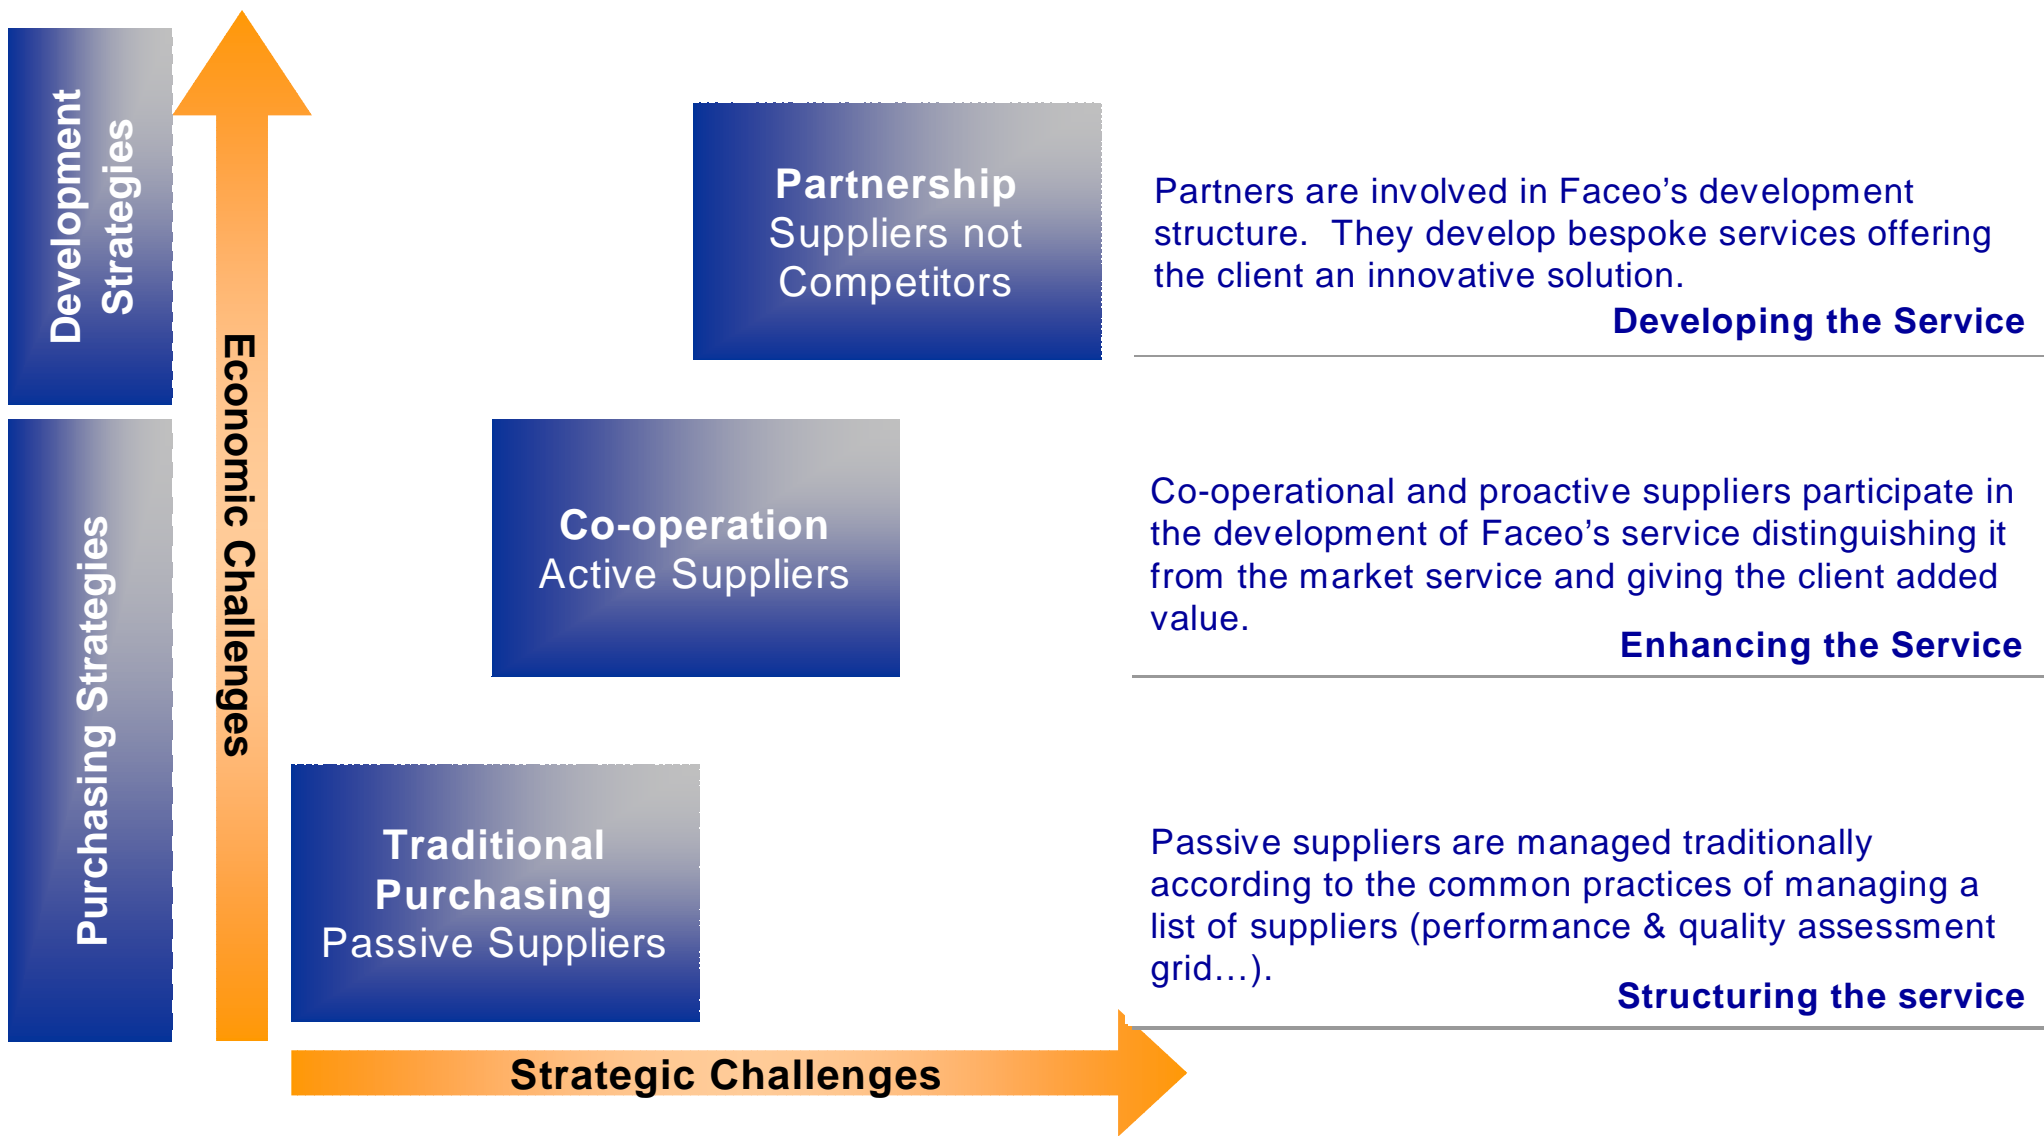 Development
Strategies
Purchasing Strategies
Economic Challenges
Partnership
Suppliers not
Competitors
Partners are involved in Faceo’s development
structure.  They develop bespoke services offering
the client an innovative solution.
Developing the Service
Co-operation
Active Suppliers
Co-operational and proactive suppliers participate in
the development of Faceo’s service distinguishing it
from the market service and giving the client added
value.
Enhancing the Service
Traditional
Purchasing
Passive Suppliers
Passive suppliers are managed traditionally
according to the common practices of managing a
list of suppliers (performance & quality assessment
grid…).
Structuring the service
Strategic Challenges